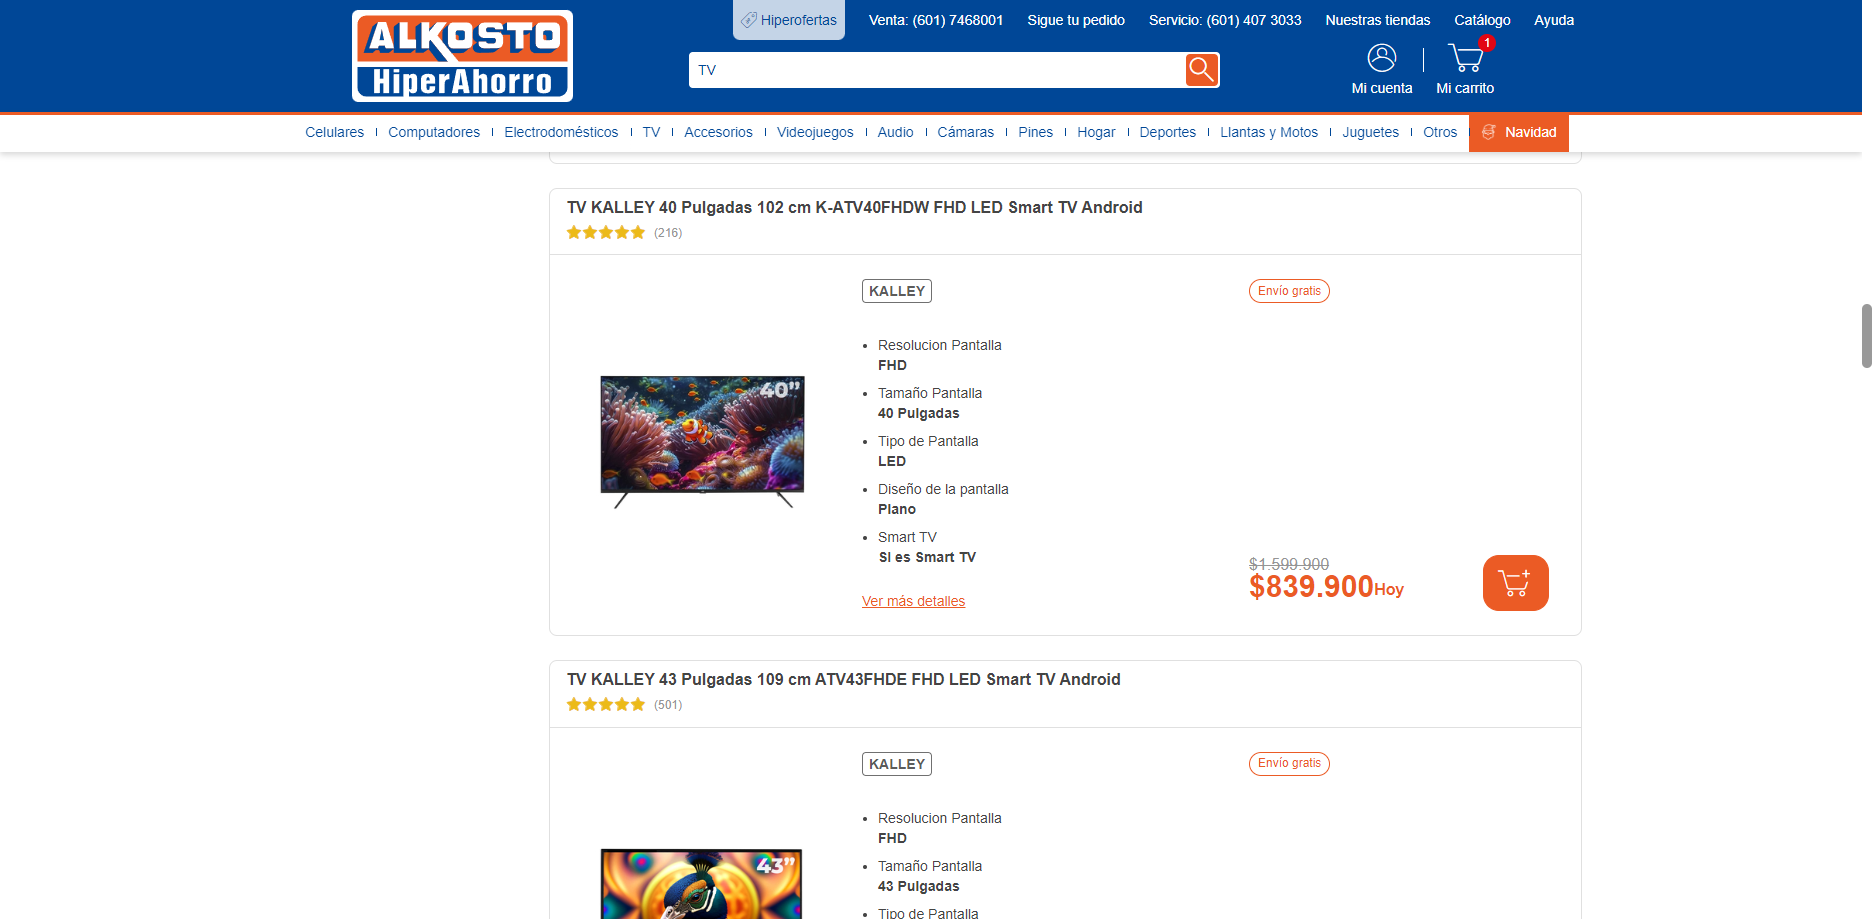 Hiperofertas
Venta: (601) 7468001
Sigue tu pedido
Servicio: (601) 407 3033
Nuestras tiendas
Catálogo
Ayuda
ALKOSTO
HiperAhorro
TV
1
Mi cuenta
Mi carrito
Celulares
Computadores
Electrodomésticos
TV
Accesorios
Videojuegos
Audio
Cámaras
Pines
Hogar
Deportes
Llantas y Motos
Juguetes
Otros
Navidad
TV KALLEY 40 Pulgadas 102 cm K-ATV40FHDW FHD LED Smart TV Android
(216)
KALLEY
Envío gratis
40”
Resolucion Pantalla
FHD
Tamaño Pantalla
40 Pulgadas
Tipo de Pantalla
LED
Diseño de la pantalla
Plano
Smart TV
SI es Smart TV
Ver más detalles
$1.599.900
$839.900 Hoy
TV KALLEY 43 Pulgadas 109 cm ATV43FHDE FHD LED Smart TV Android
(501)
KALLEY
Envío gratis
43”
Resolucion Pantalla
FHD
Tamaño Pantalla
43 Pulgadas
Tipo de Pantalla